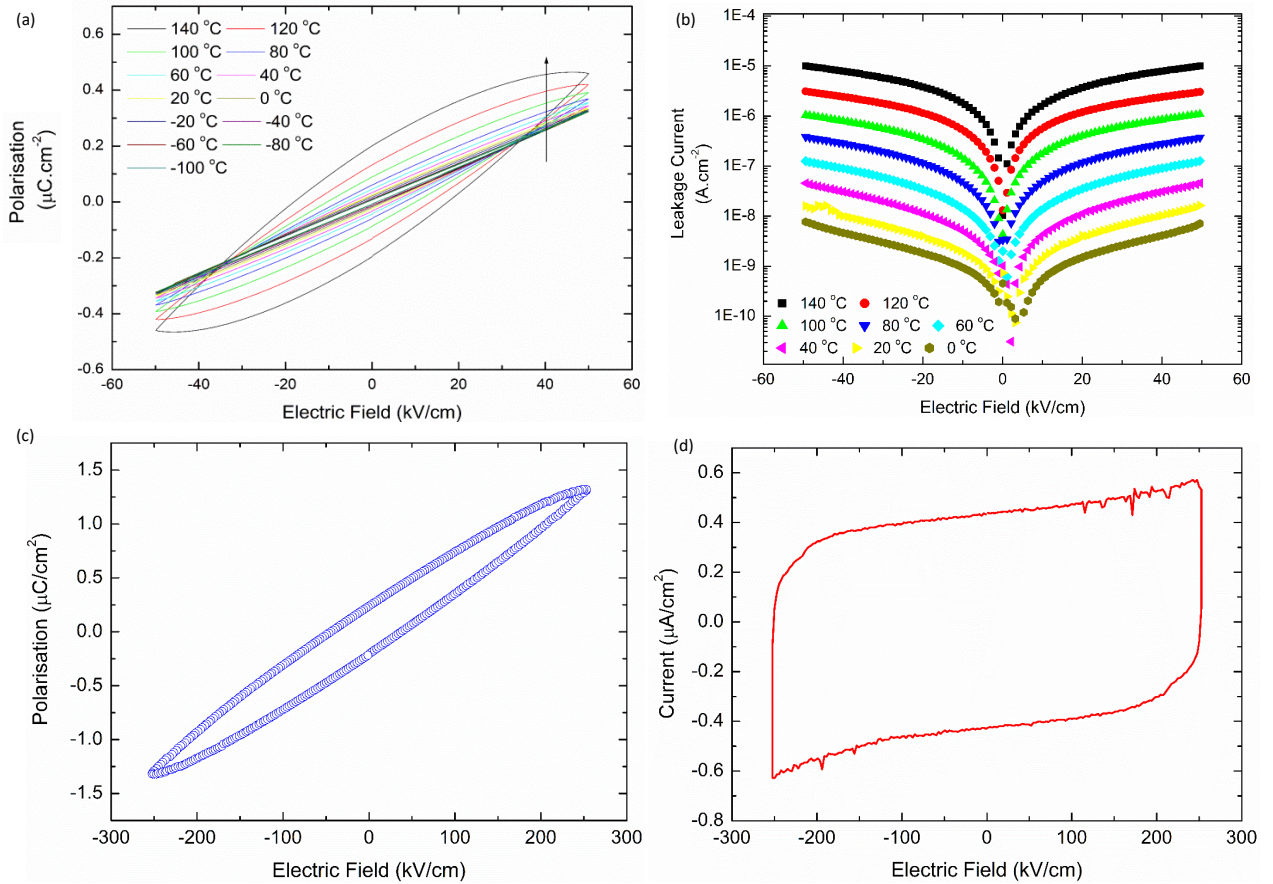 (a)
140 °C 120 °C
100 °C 80 °C
60 °C 40 °C
20 °C 0 °C
-20 °C -40 °C
-60 °C -80 °C
-100 °C
Polarisation
(μC.cm-2)
0.6
0.4
0.2
0.0
-0.2
-0.4
-0.6
-60 -40 -20 0 20 40 60
Electric Field (kV/cm)
(b)
Leakage Current
(A.cm-2)
1E-4
1E-5
1E-6
1E-7
1E-8
1E-9
1E-10
140 °C 120 °C
100 °C 80 °C 60 °C
40 °C 20 °C 0 °C
-60 -40 -20 0 20 40 60
Electric Field (kV/cm)
(c)
Polarisation (μC/cm2)
1.5
1.0
0.5
0.0
-0.5
-1.0
-1.5
-300 -200 -100 0 100 200 300
Electric Field (kV/cm)
(d)
Current (μA/cm2)
0.6
0.4
0.2
0.0
-0.2
-0.4
-0.6
-0.8
-300 -200 -100 0 100 200 300
Electric Field (kV/cm)